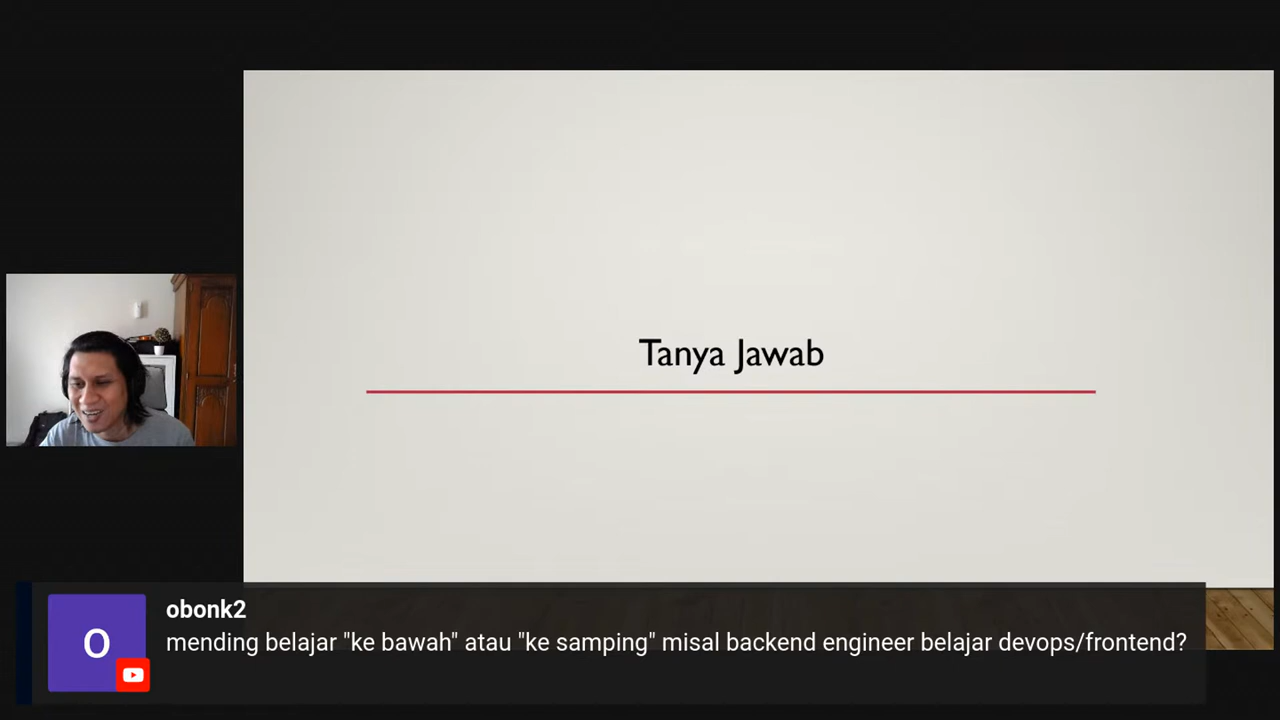 Tanya Jawab
O
obonk2
mending belajar "ke bawah" atau "ke samping" misal backend engineer belajar devops/frontend?